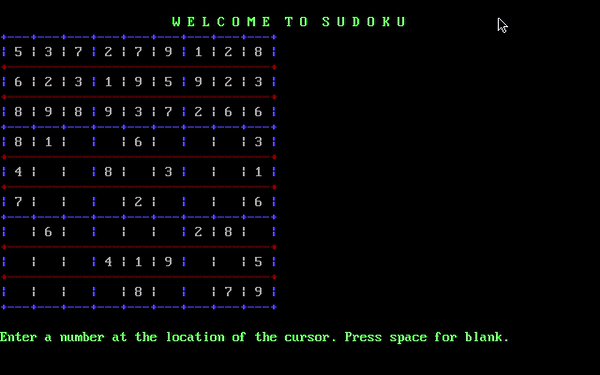 W E L C O M E  T O  S U D O K U
5 | 3 | 7 | 2 | 7 | 9 | 1 | 2 | 8
6 | 2 | 3 | 1 | 9 | 5 | 9 | 2 | 3
8 | 9 | 8 | 9 | 3 | 7 | 2 | 6 | 6
8 | 1 |   |   | 6 |   |   |   | 3
4 |   |   | 8 |   | 3 |   |   | 1
7 |   |   |   | 2 |   |   |   | 6
  | 6 |   |   |   |   | 2 | 8 |  
  |   |   | 4 | 1 | 9 |   |   | 5
  |   |   |   | 8 |   |   | 7 | 9
Enter a number at the location of the cursor. Press space for blank.